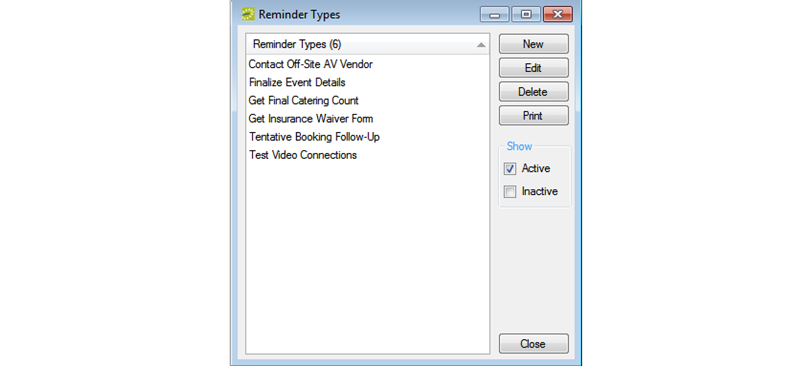 Reminder Types
Reminder Types (6)
Contact Off-Site AV Vendor
Finalize Event Details
Get Final Catering Count
Get Insurance Waiver Form
Tentative Booking Follow-Up
Test Video Connections
New
Edit
Delete
Print
Show
Active
Inactive
Close